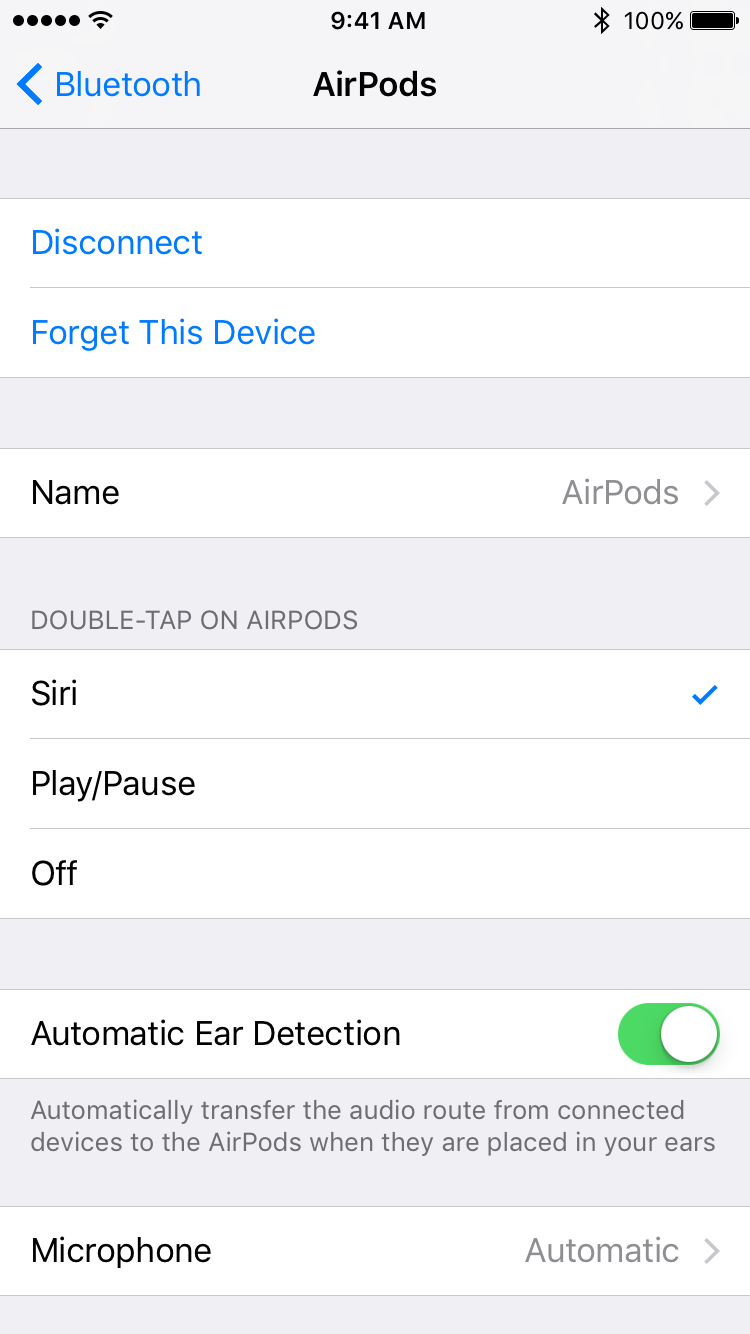 9:41 AM 100%
Bluetooth AirPods
Disconnect
Forget This Device
Name AirPods
DOUBLE-TAP ON AIRPODS
Siri
Play/Pause
Off
Automatic Ear Detection
Automatically transfer the audio route from connected
devices to the AirPods when they are placed in your ears
Microphone Automatic